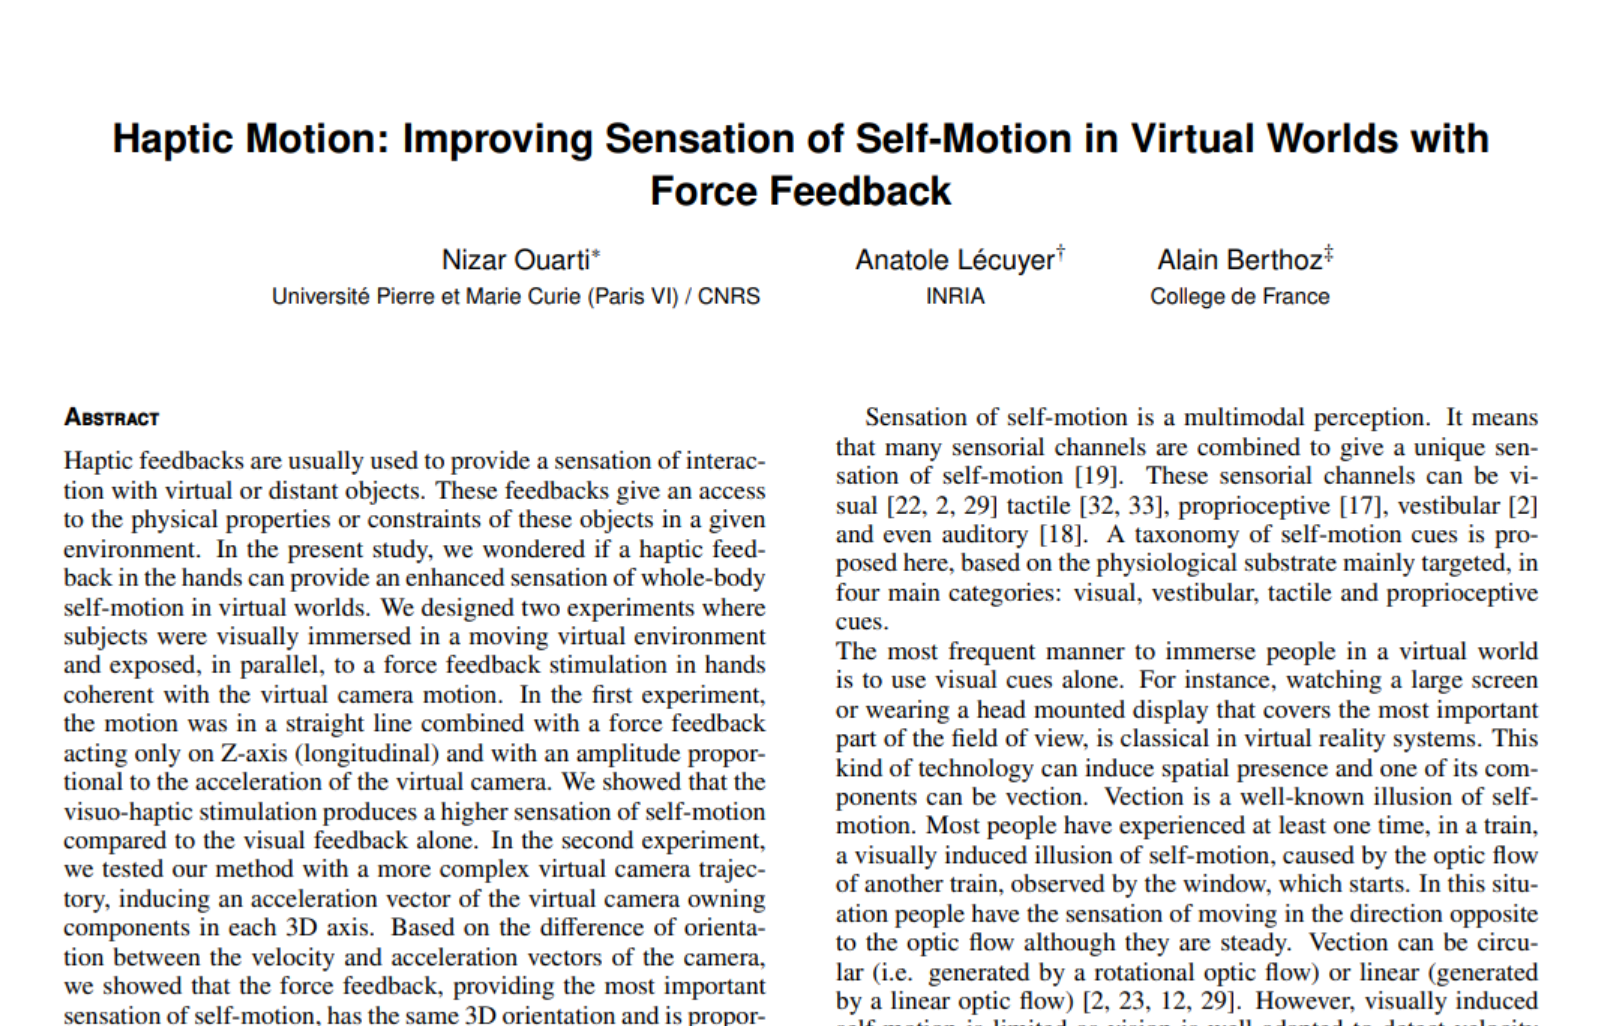 Haptic Motion: Improving Sensation of Self-Motion in Virtual Worlds with
Force Feedback
Nizar Ouarti*
Université Pierre et Marie Curie (Paris VI) / CNRS
Anatole Lécuyer†
INRIA
Alain Berthoz‡
College de France
ABSTRACT
Haptic feedbacks are usually used to provide a sensation of interac-
tion with virtual or distant objects. These feedbacks give an access
to the physical properties or constraints of these objects in a given
environment. In the present study, we wondered if a haptic feed-
back in the hands can provide an enhanced sensation of whole-body
self-motion in virtual worlds. We designed two experiments where
subjects were visually immersed in a moving virtual environment
and exposed, in parallel, to a force feedback stimulation in hands
coherent with the virtual camera motion. In the first experiment,
the motion was in a straight line combined with a force feedback
acting only on Z-axis (longitudinal) and with an amplitude propor-
tional to the acceleration of the virtual camera. We showed that the
visuo-haptic stimulation produces a higher sensation of self-motion
compared to the visual feedback alone. In the second experiment,
we tested our method with a more complex virtual camera trajec-
tory, inducing an acceleration vector of the virtual camera owning
components in each 3D axis. Based on the difference of orienta-
tion between the velocity and acceleration vectors of the camera,
we showed that the force feedback, providing the most important
sensation of self-motion, has the same 3D orientation and is propor-
Sensation of self-motion is a multimodal perception. It means
that many sensorial channels are combined to give a unique sen-
sation of self-motion [19]. These sensorial channels can be vi-
sual [22, 2, 29] tactile [32, 33], proprioceptive [17], vestibular [2]
and even auditory [18]. A taxonomy of self-motion cues is pro-
posed here, based on the physiological substrate mainly targeted, in
four main categories: visual, vestibular, tactile and proprioceptive
cues.
The most frequent manner to immerse people in a virtual world
is to use visual cues alone. For instance, watching a large screen
or wearing a head mounted display that covers the most important
part of the field of view, is classical in virtual reality systems. This
kind of technology can induce spatial presence and one of its com-
ponents can be vection. Vection is a well-known illusion of self-
motion. Most people have experienced at least one time, in a train,
a visually induced illusion of self-motion, caused by the optic flow
of another train, observed by the window, which starts. In this situ-
ation people have the sensation of moving in the direction opposite
to the optic flow although they are steady. Vection can be circu-
lar (i.e. generated by a rotational optic flow) or linear (generated
by a linear optic flow) [2, 23, 12, 29]. However, visually induced